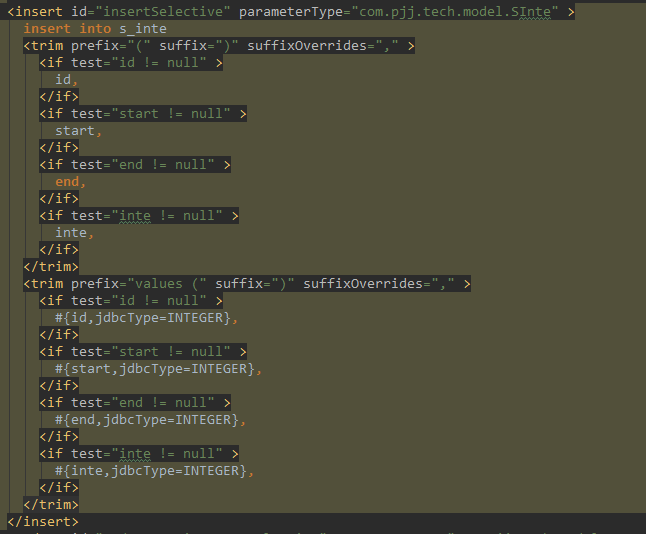 <insert id="insertSelective" parameterType="com.pjj.tech.model.SInte" >
insert into s_inte
<trim prefix="(" suffix=")" suffixOverrides="," >
<if test="id != null" >
id,
</if>
<if test="start != null" >
start,
</if>
<if test="end != null" >
end,
</if>
<if test="inte != null" >
inte,
</if>
</trim>
<trim prefix="values (" suffix=")" suffixOverrides="," >
<if test="id != null" >
#{id,jdbcType=INTEGER},
</if>
<if test="start != null" >
#{start,jdbcType=INTEGER},
</if>
<if test="end != null" >
#{end,jdbcType=INTEGER},
</if>
<if test="inte != null" >
#{inte,jdbcType=INTEGER},
</if>
</trim>
</insert>